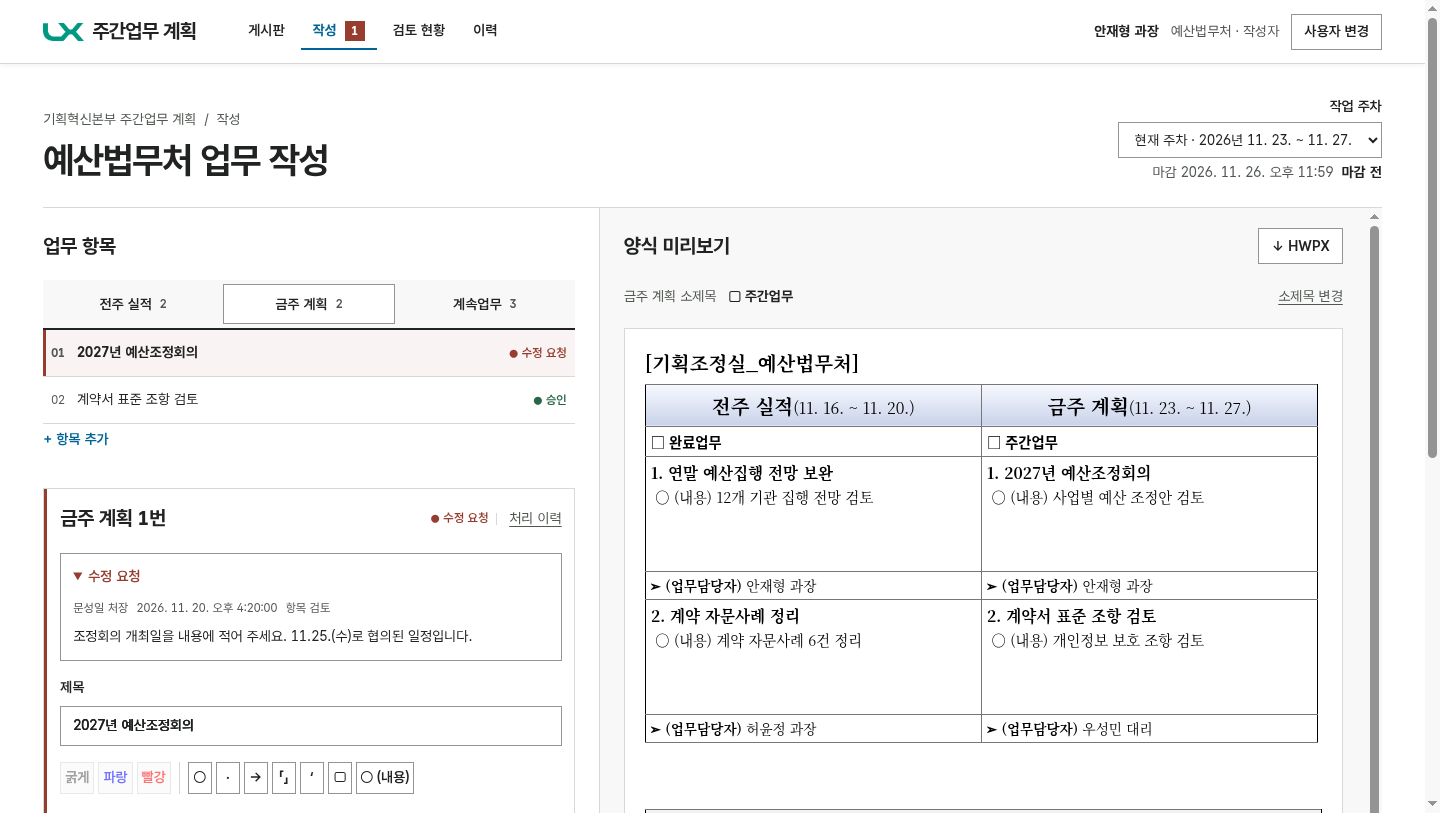 UX 주간업무 계획
게시판 작성 1 검토 현황 이력
안재형 과장 예산법무처 · 작성자 사용자 변경
기획혁신본부 주간업무 계획 / 작성
예산법무처 업무 작성
작업 주차
현재 주차 · 2026년 11. 23. ~ 11. 27.
마감 2026. 11. 26. 오후 11:59 마감 전
업무 항목
전주 실적 2 금주 계획 2 계속업무 3
01 2027년 예산조정회의 ● 수정 요청
02 계약서 표준 조항 검토 ● 승인
+ 항목 추가
금주 계획 1번 ● 수정 요청 처리 이력
▼ 수정 요청
문성일 처장 2026. 11. 20. 오후 4:20:00 항목 검토
조정회의 개최일을 내용에 적어 주세요. 11.25.(수)로 협의된 일정입니다.
제목
2027년 예산조정회의
굵게 파랑 빨강 ○ · → 「」 ‘ □ ○ (내용)
양식 미리보기
↓ HWPX
금주 계획 소제목 □ 주간업무 소제목 변경
[기획조정실_예산법무처]
전주 실적(11. 16. ~ 11. 20.) 금주 계획(11. 23. ~ 11. 27.)
□ 완료업무 □ 주간업무
1. 연말 예산집행 전망 보완 1. 2027년 예산조정회의
○ (내용) 12개 기관 집행 전망 검토 ○ (내용) 사업별 예산 조정안 검토
➢ (업무담당자) 안재형 과장 ➢ (업무담당자) 안재형 과장
2. 계약 자문사례 정리 2. 계약서 표준 조항 검토
○ (내용) 계약 자문사례 6건 정리 ○ (내용) 개인정보 보호 조항 검토
➢ (업무담당자) 허윤정 과장 ➢ (업무담당자) 우성민 대리